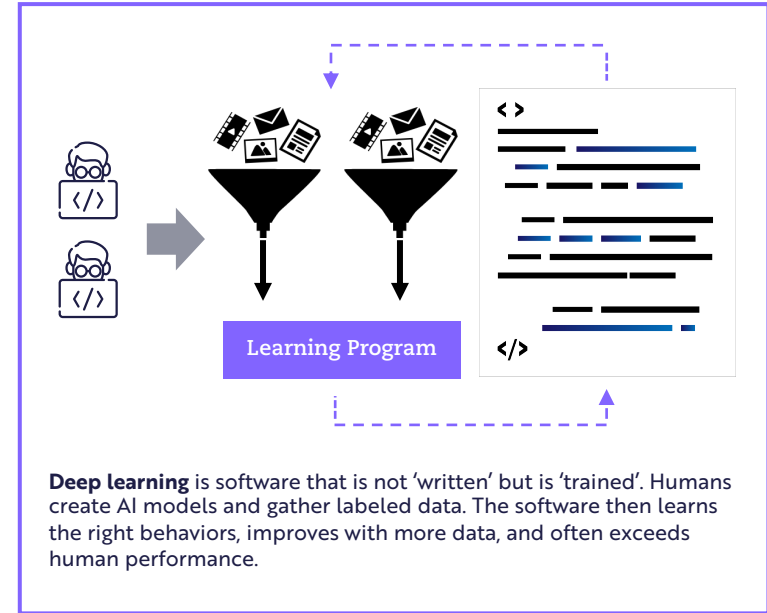 </>
</>
< >
</>
Learning Program
Deep learning is software that is not ‘written’ but is ‘trained’. Humans
create AI models and gather labeled data. The software then learns
the right behaviors, improves with more data, and often exceeds
human performance.